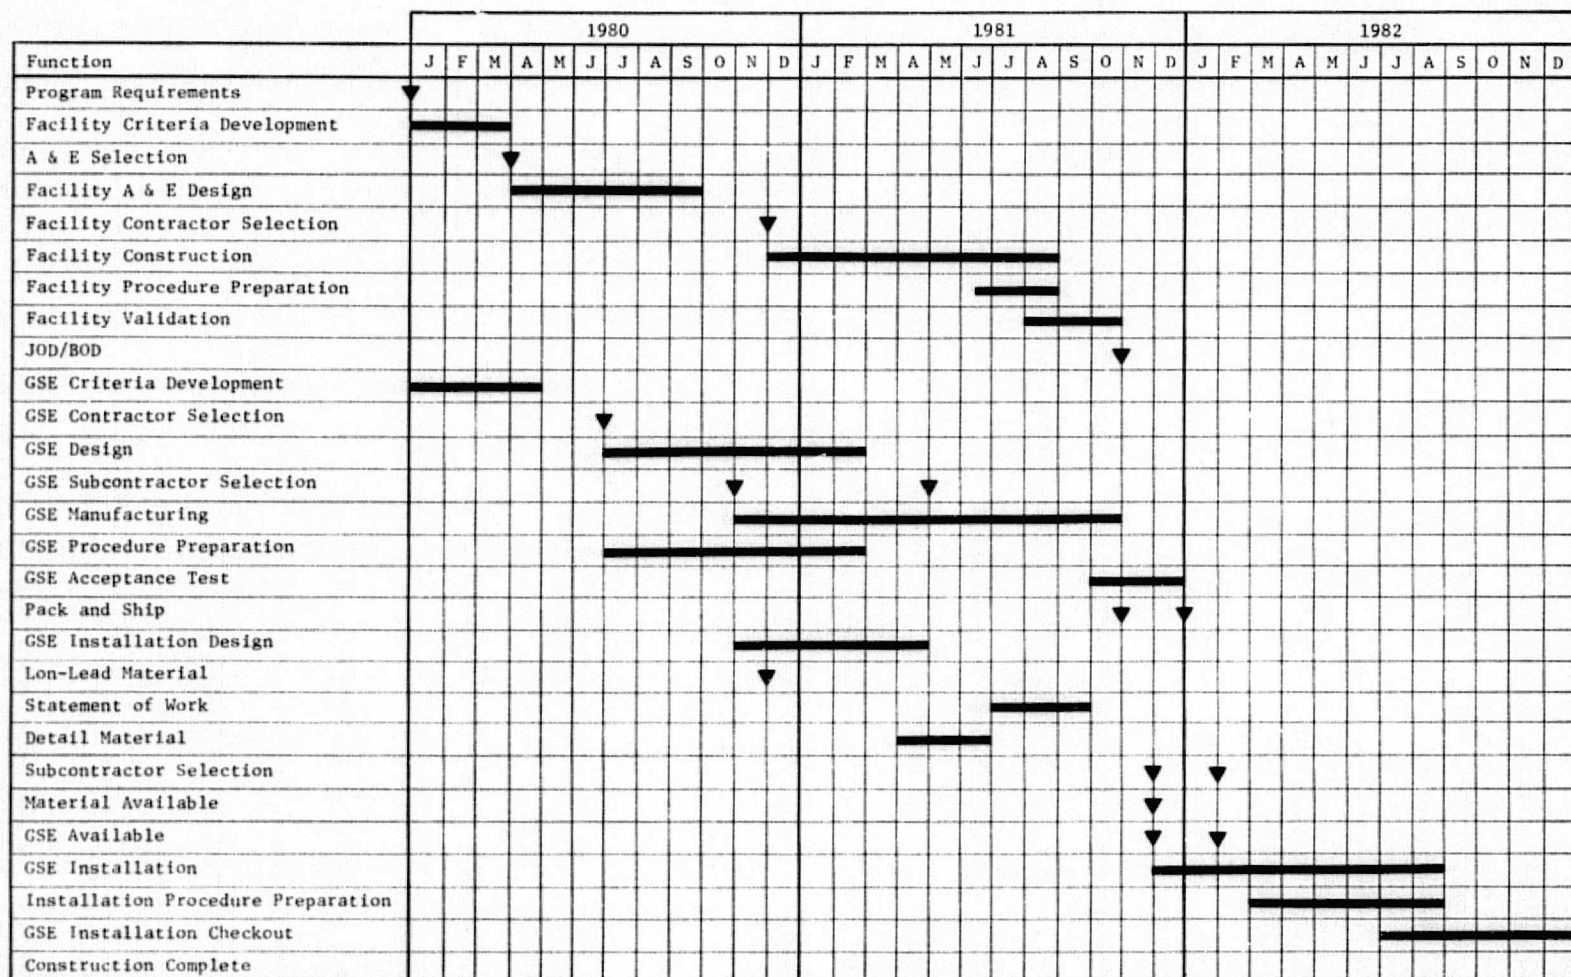 1980 1981 1982
Function J F M A M J J A S O N D J F M A M J J A S O N D J F M A M J J A S O N D
Program Requirements
Facility Criteria Development
A & E Selection
Facility A & E Design
Facility Contractor Selection
Facility Construction
Facility Procedure Preparation
Facility Validation
JOD/BOD
GSE Criteria Development
GSE Contractor Selection
GSE Design
GSE Subcontractor Selection
GSE Manufacturing
GSE Procedure Preparation
GSE Acceptance Test
Pack and Ship
GSE Installation Design
Lon-Lead Material
Statement of Work
Detail Material
Subcontractor Selection
Material Available
GSE Available
GSE Installation
Installation Procedure Preparation
GSE Installation Checkout
Construction Complete